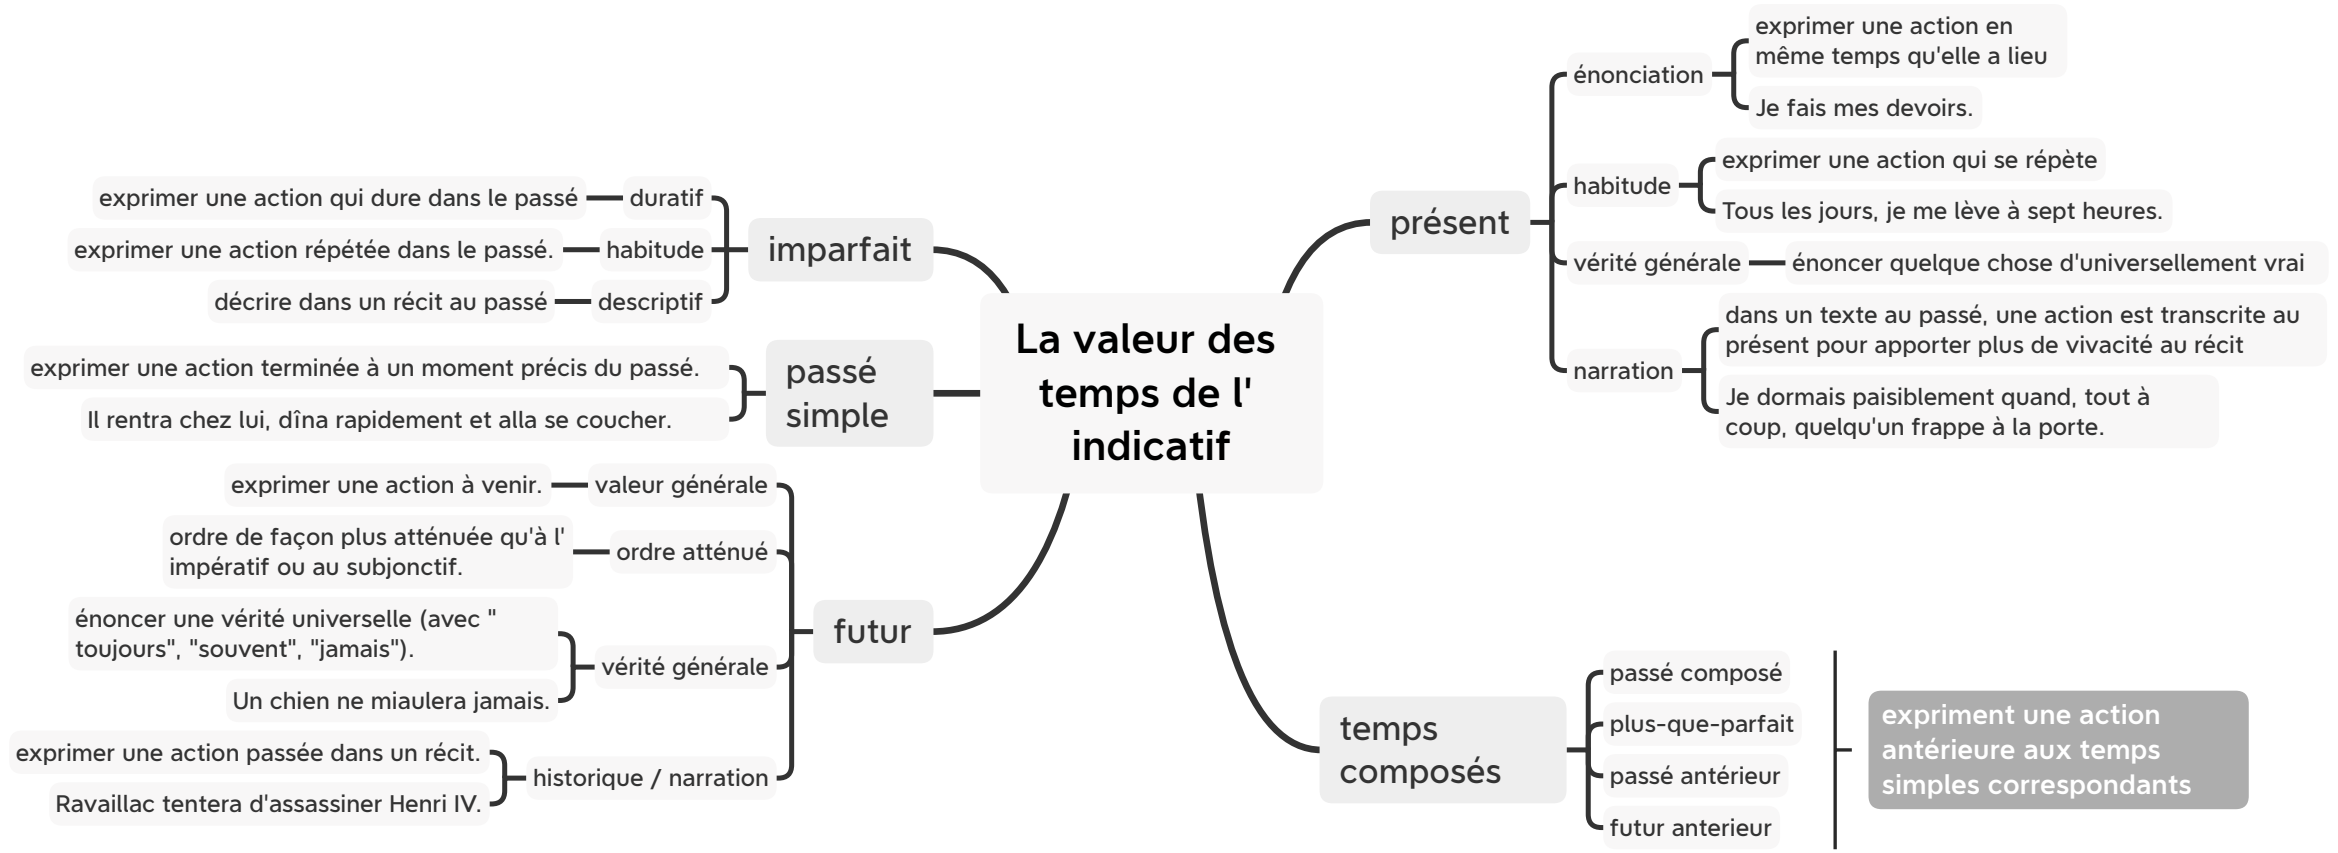 La valeur des
temps de l'
indicatif
présent
énonciation
exprimer une action en
même temps qu'elle a lieu
Je fais mes devoirs.
habitude
exprimer une action qui se répète
Tous les jours, je me lève à sept heures.
vérité générale
énoncer quelque chose d'universellement vrai
narration
dans un texte au passé, une action est transcrite au
présent pour apporter plus de vivacité au récit
Je dormais paisiblement quand, tout à
coup, quelqu'un frappe à la porte.
temps
composés
passé composé
plus-que-parfait
passé antérieur
futur anterieur
expriment une action
antérieure aux temps
simples correspondants
imparfait
duratif
exprimer une action qui dure dans le passé
habitude
exprimer une action répétée dans le passé.
descriptif
décrire dans un récit au passé
passé
simple
exprimer une action terminée à un moment précis du passé.
Il rentra chez lui, dîna rapidement et alla se coucher.
futur
valeur générale
exprimer une action à venir.
ordre atténué
ordre de façon plus atténuée qu'à l'
impératif ou au subjonctif.
vérité générale
énoncer une vérité universelle (avec "
toujours", "souvent", "jamais").
Un chien ne miaulera jamais.
historique / narration
exprimer une action passée dans un récit.
Ravaillac tentera d'assassiner Henri IV.